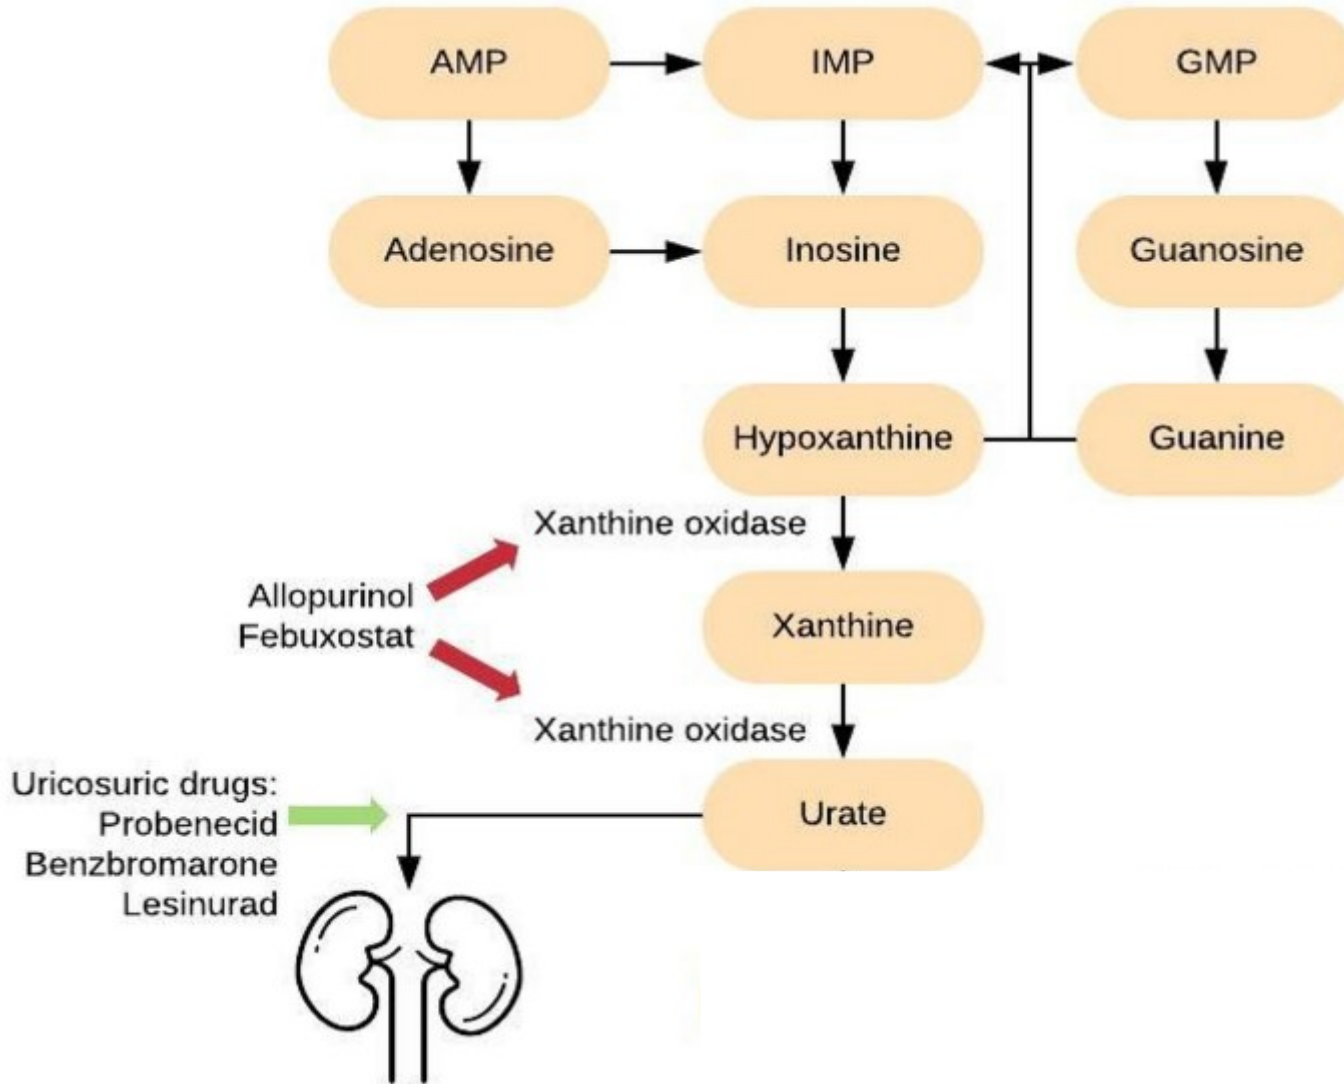 AMP
IMP
GMP
Adenosine
Inosine
Guanosine
Hypoxanthine
Guanine
Xanthine oxidase
Allopurinol
Febuxostat
Xanthine
Xanthine oxidase
Uricosuric drugs:
Probenecid
Benzbromarone
Lesinurad
Urate